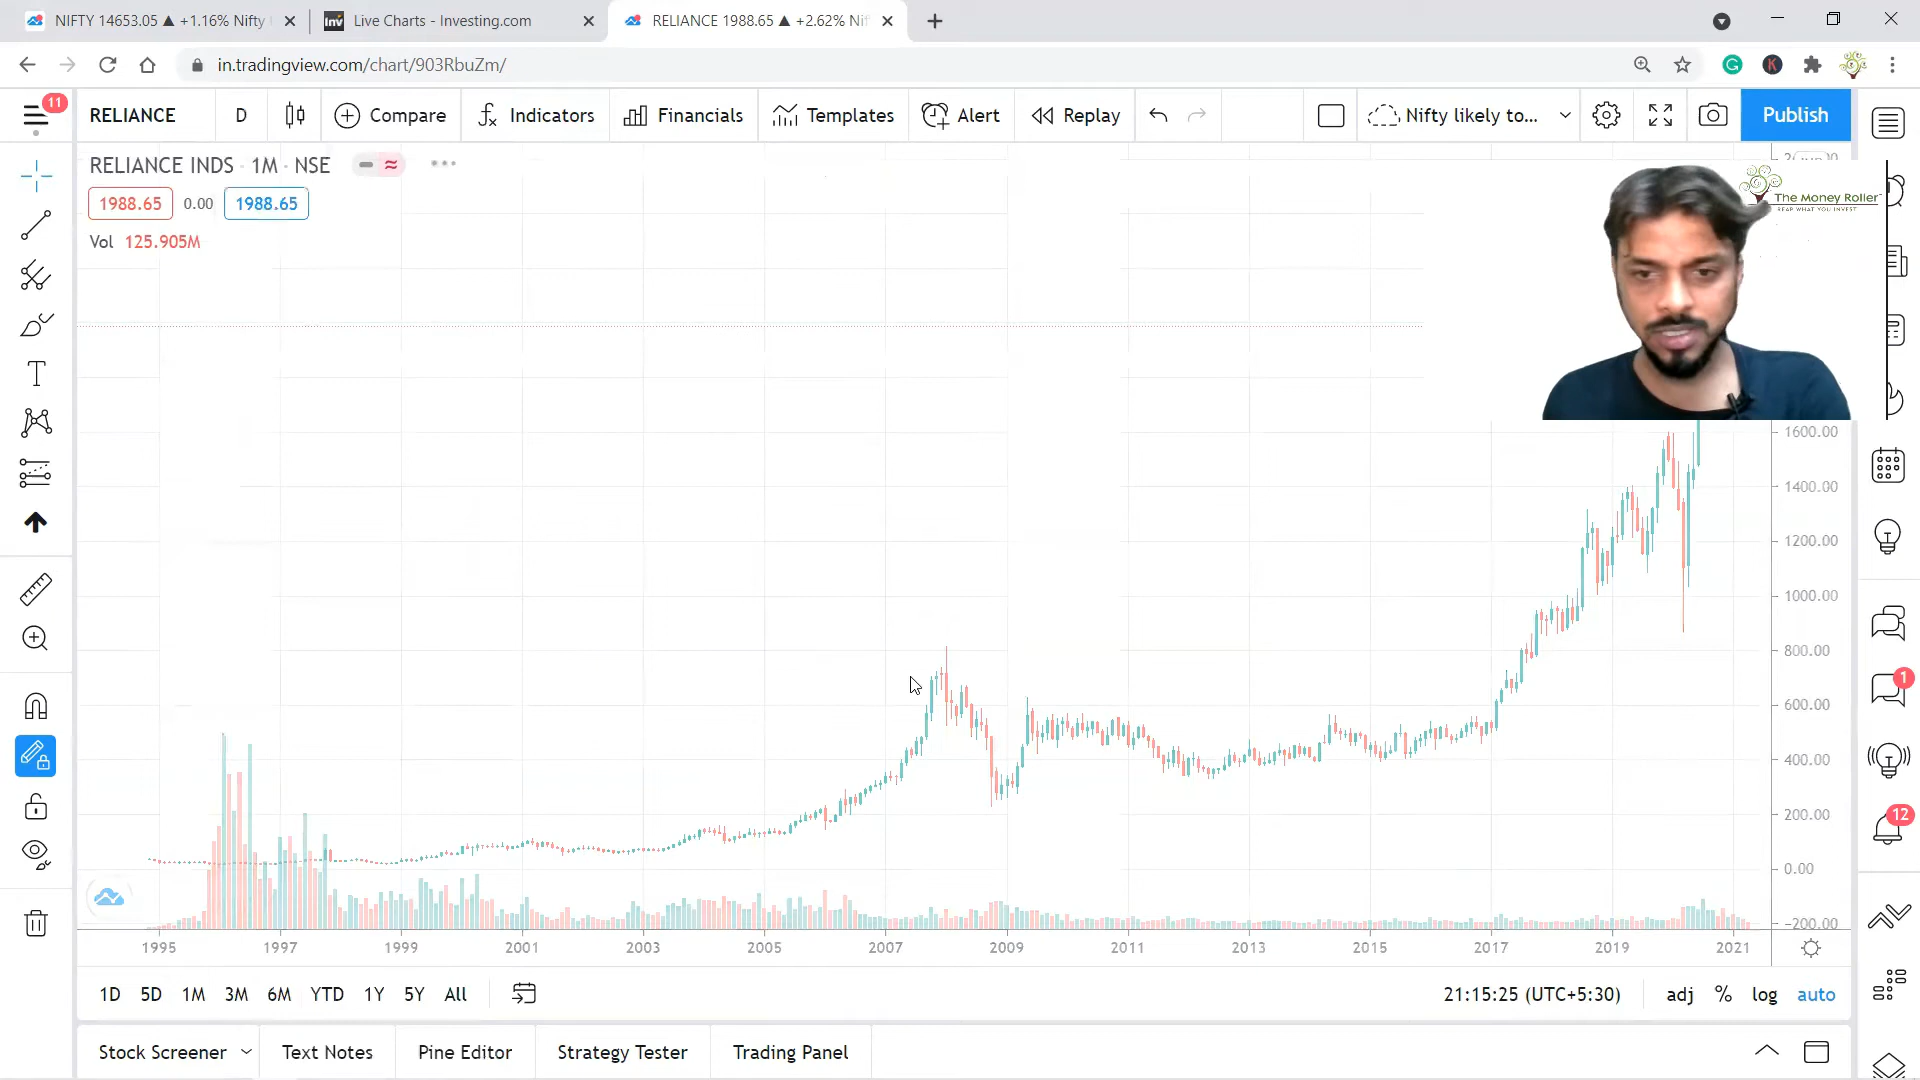 NIFTY 14653.05 ▲ +1.16% Nifty
Live Charts - Investing.com
RELIANCE 1988.65 ▲ +2.62% Nif
in.tradingview.com/chart/903RbuZm/
11
RELIANCE
D
Compare
Indicators
Financials
Templates
Alert
Replay
Nifty likely to...
Publish
RELIANCE INDS · 1M · NSE
1988.65 0.00 1988.65
Vol 125.905M
The Money Roller
REAP WHAT YOU INVEST
1600.00
1400.00
1200.00
1000.00
800.00
600.00
400.00
200.00
0.00
-200.00
1
12
1995 1997 1999 2001 2003 2005 2007 2009 2011 2013 2015 2017 2019 2021
1D 5D 1M 3M 6M YTD 1Y 5Y All
21:15:25 (UTC+5:30) adj % log auto
Stock Screener Text Notes Pine Editor Strategy Tester Trading Panel